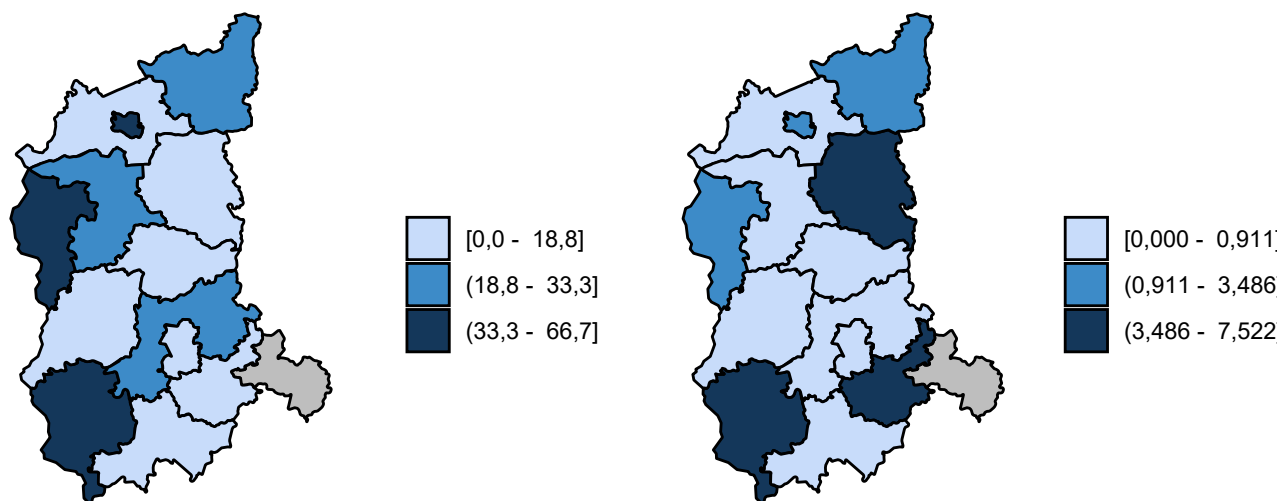 [0,0 - 18,8]
(18,8 - 33,3]
(33,3 - 66,7]
[0,000 - 0,911]
(0,911 - 3,486]
(3,486 - 7,522]